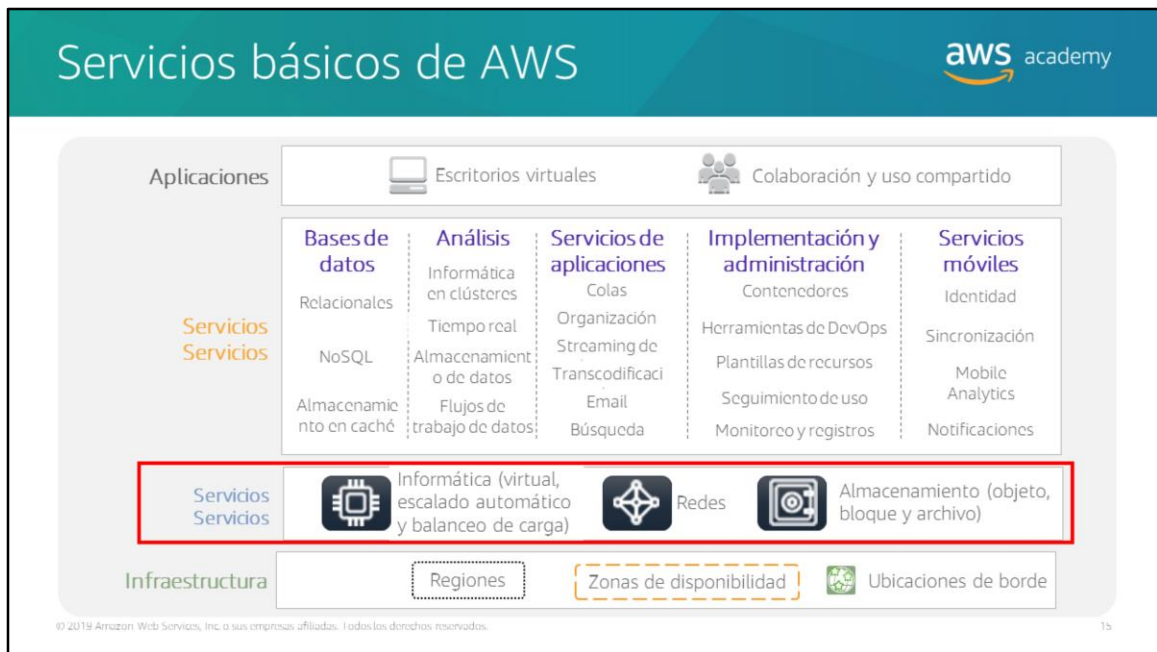 Servicios básicos de AWS
aws academy
Aplicaciones
Escritorios virtuales
Colaboración y uso compartido
Servicios
Servicios
Bases de
datos
Relacionales
NoSQL
Almacenamie
nto en caché
Análisis
Informática
en clústeres
Tiempo real
Almacenamient
o de datos
Flujos de
trabajo de datos
Servicios de
aplicaciones
Colas
Organización
Streaming de
Transcodificaci
Email
Búsqueda
Implementación y
administración
Contenedores
Herramientas de DevOps
Plantillas de recursos
Seguimiento de uso
Monitoreo y registros
Servicios
móviles
Identidad
Sincronización
Mobile
Analytics
Notificaciones
Servicios
Servicios
Informática (virtual,
escalado automático
y balanceo de carga)
Redes
Almacenamiento (objeto,
bloque y archivo)
Infraestructura
Regiones
Zonas de disponibilidad
Ubicaciones de borde
© 2019 Amazon Web Services, Inc. o sus empresas afiliadas. Todos los derechos reservados.
15